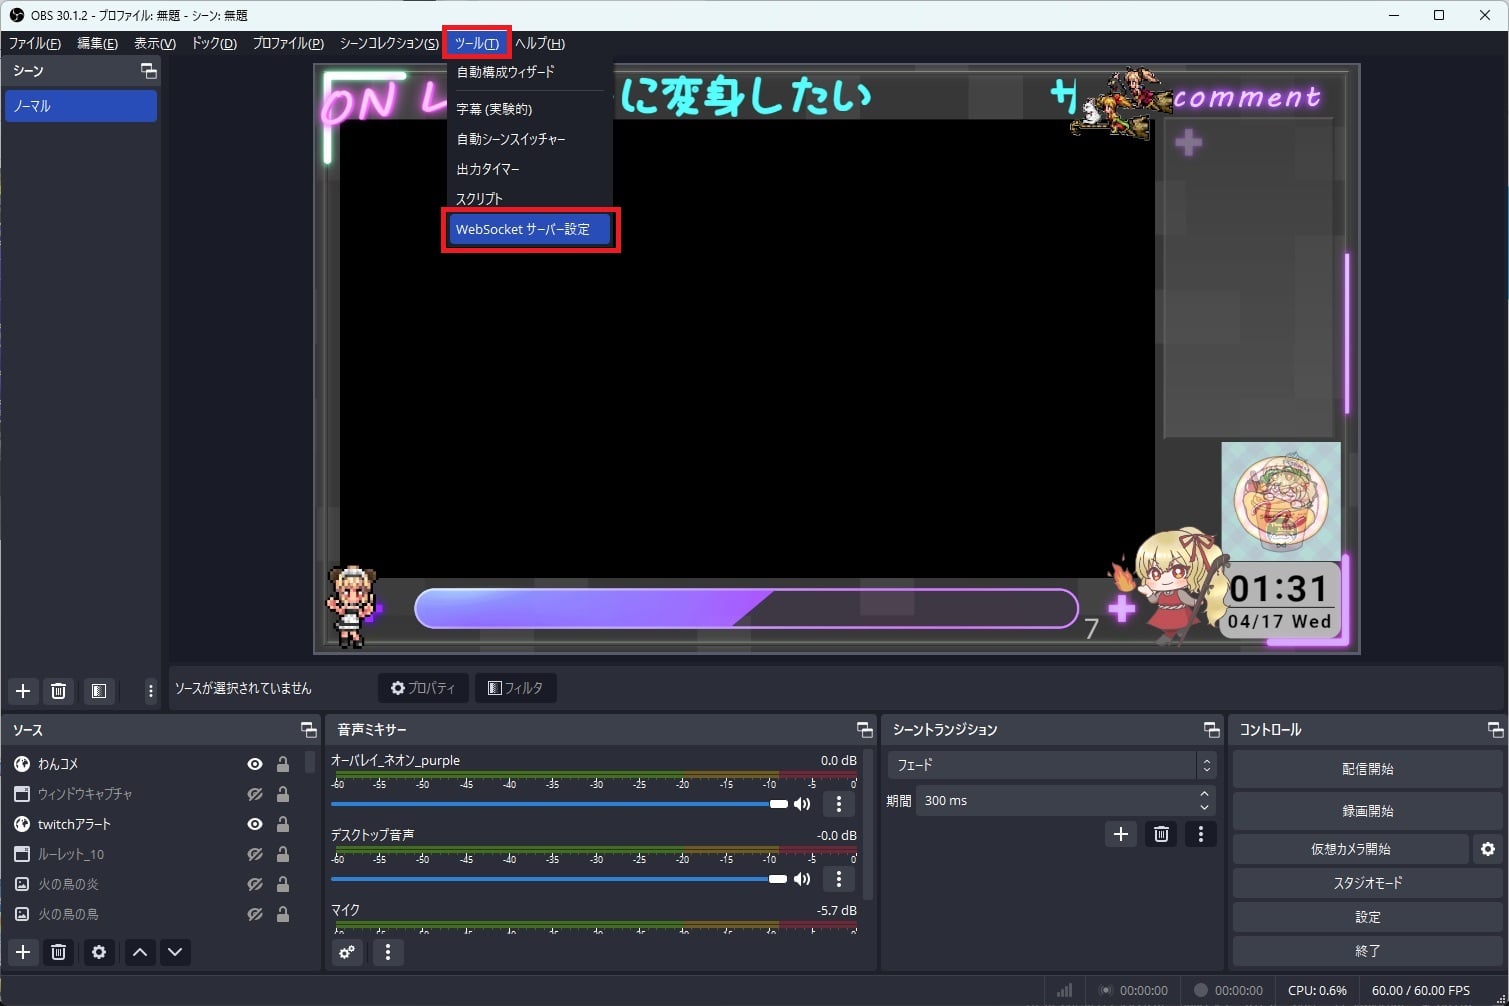 OBS 30.1.2 - プロファイル: 無題 - シーン: 無題
ファイル(F) 編集(E) 表示(V) ドック(D) プロファイル(P) シーンコレクション(S) ツール(T) ヘルプ(H)
シーン
ノーマル
自動構成ウィザード
字幕 (実験的)
自動シーンスイッチャー
出力タイマー
スクリプト
WebSocket サーバー設定
ON
に変身したい
サ
comment
7
01:31
04/17 Wed
ソースが選択されていません
プロパティ
フィルタ
ソース
わんコメ
ウィンドウキャプチャ
twitchアラート
ルーレット_10
火の鳥の炎
火の鳥の鳥
音声ミキサー
オーバレイ_ネオン_purple 0.0 dB
-60 -55 -50 -45 -40 -35 -30 -25 -20 -15 -10 -5 0
デスクトップ音声 -0.0 dB
-60 -55 -50 -45 -40 -35 -30 -25 -20 -15 -10 -5 0
マイク -5.7 dB
シーントランジション
フェード
期間 300 ms
コントロール
配信開始
録画開始
仮想カメラ開始
スタジオモード
設定
終了
00:00:00
00:00:00
CPU: 0.6%
60.00 / 60.00 FPS